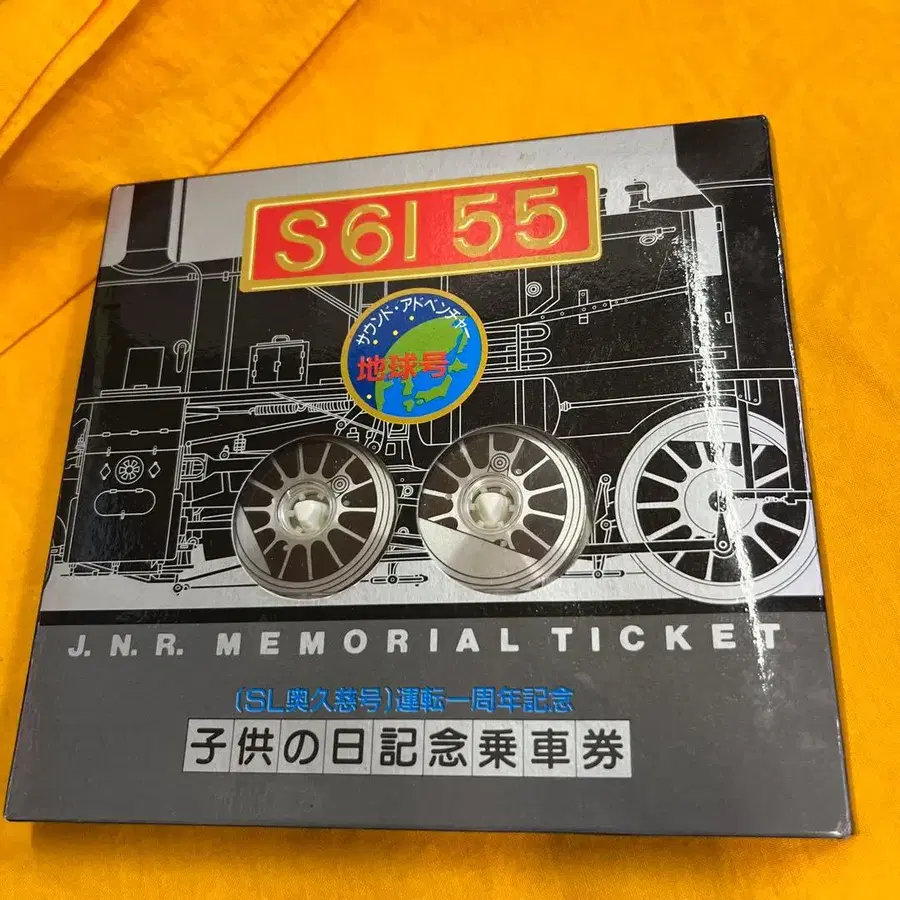 S61 55
サウンド・アドベンチャー
地球号
J.N.R. MEMORIAL TICKET
(SL奥久慈号)運転一周年記念
子供の日記念乗車券